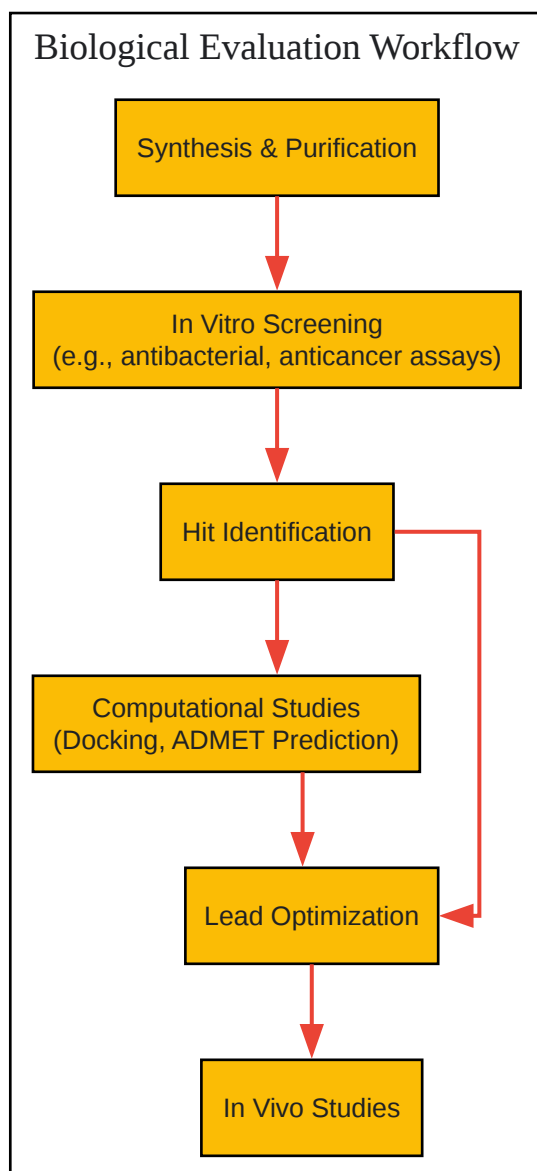 Biological Evaluation Workflow
Synthesis & Purification
In Vitro Screening
(e.g., antibacterial, anticancer assays)
Hit Identification
Computational Studies
(Docking, ADMET Prediction)
Lead Optimization
In Vivo Studies